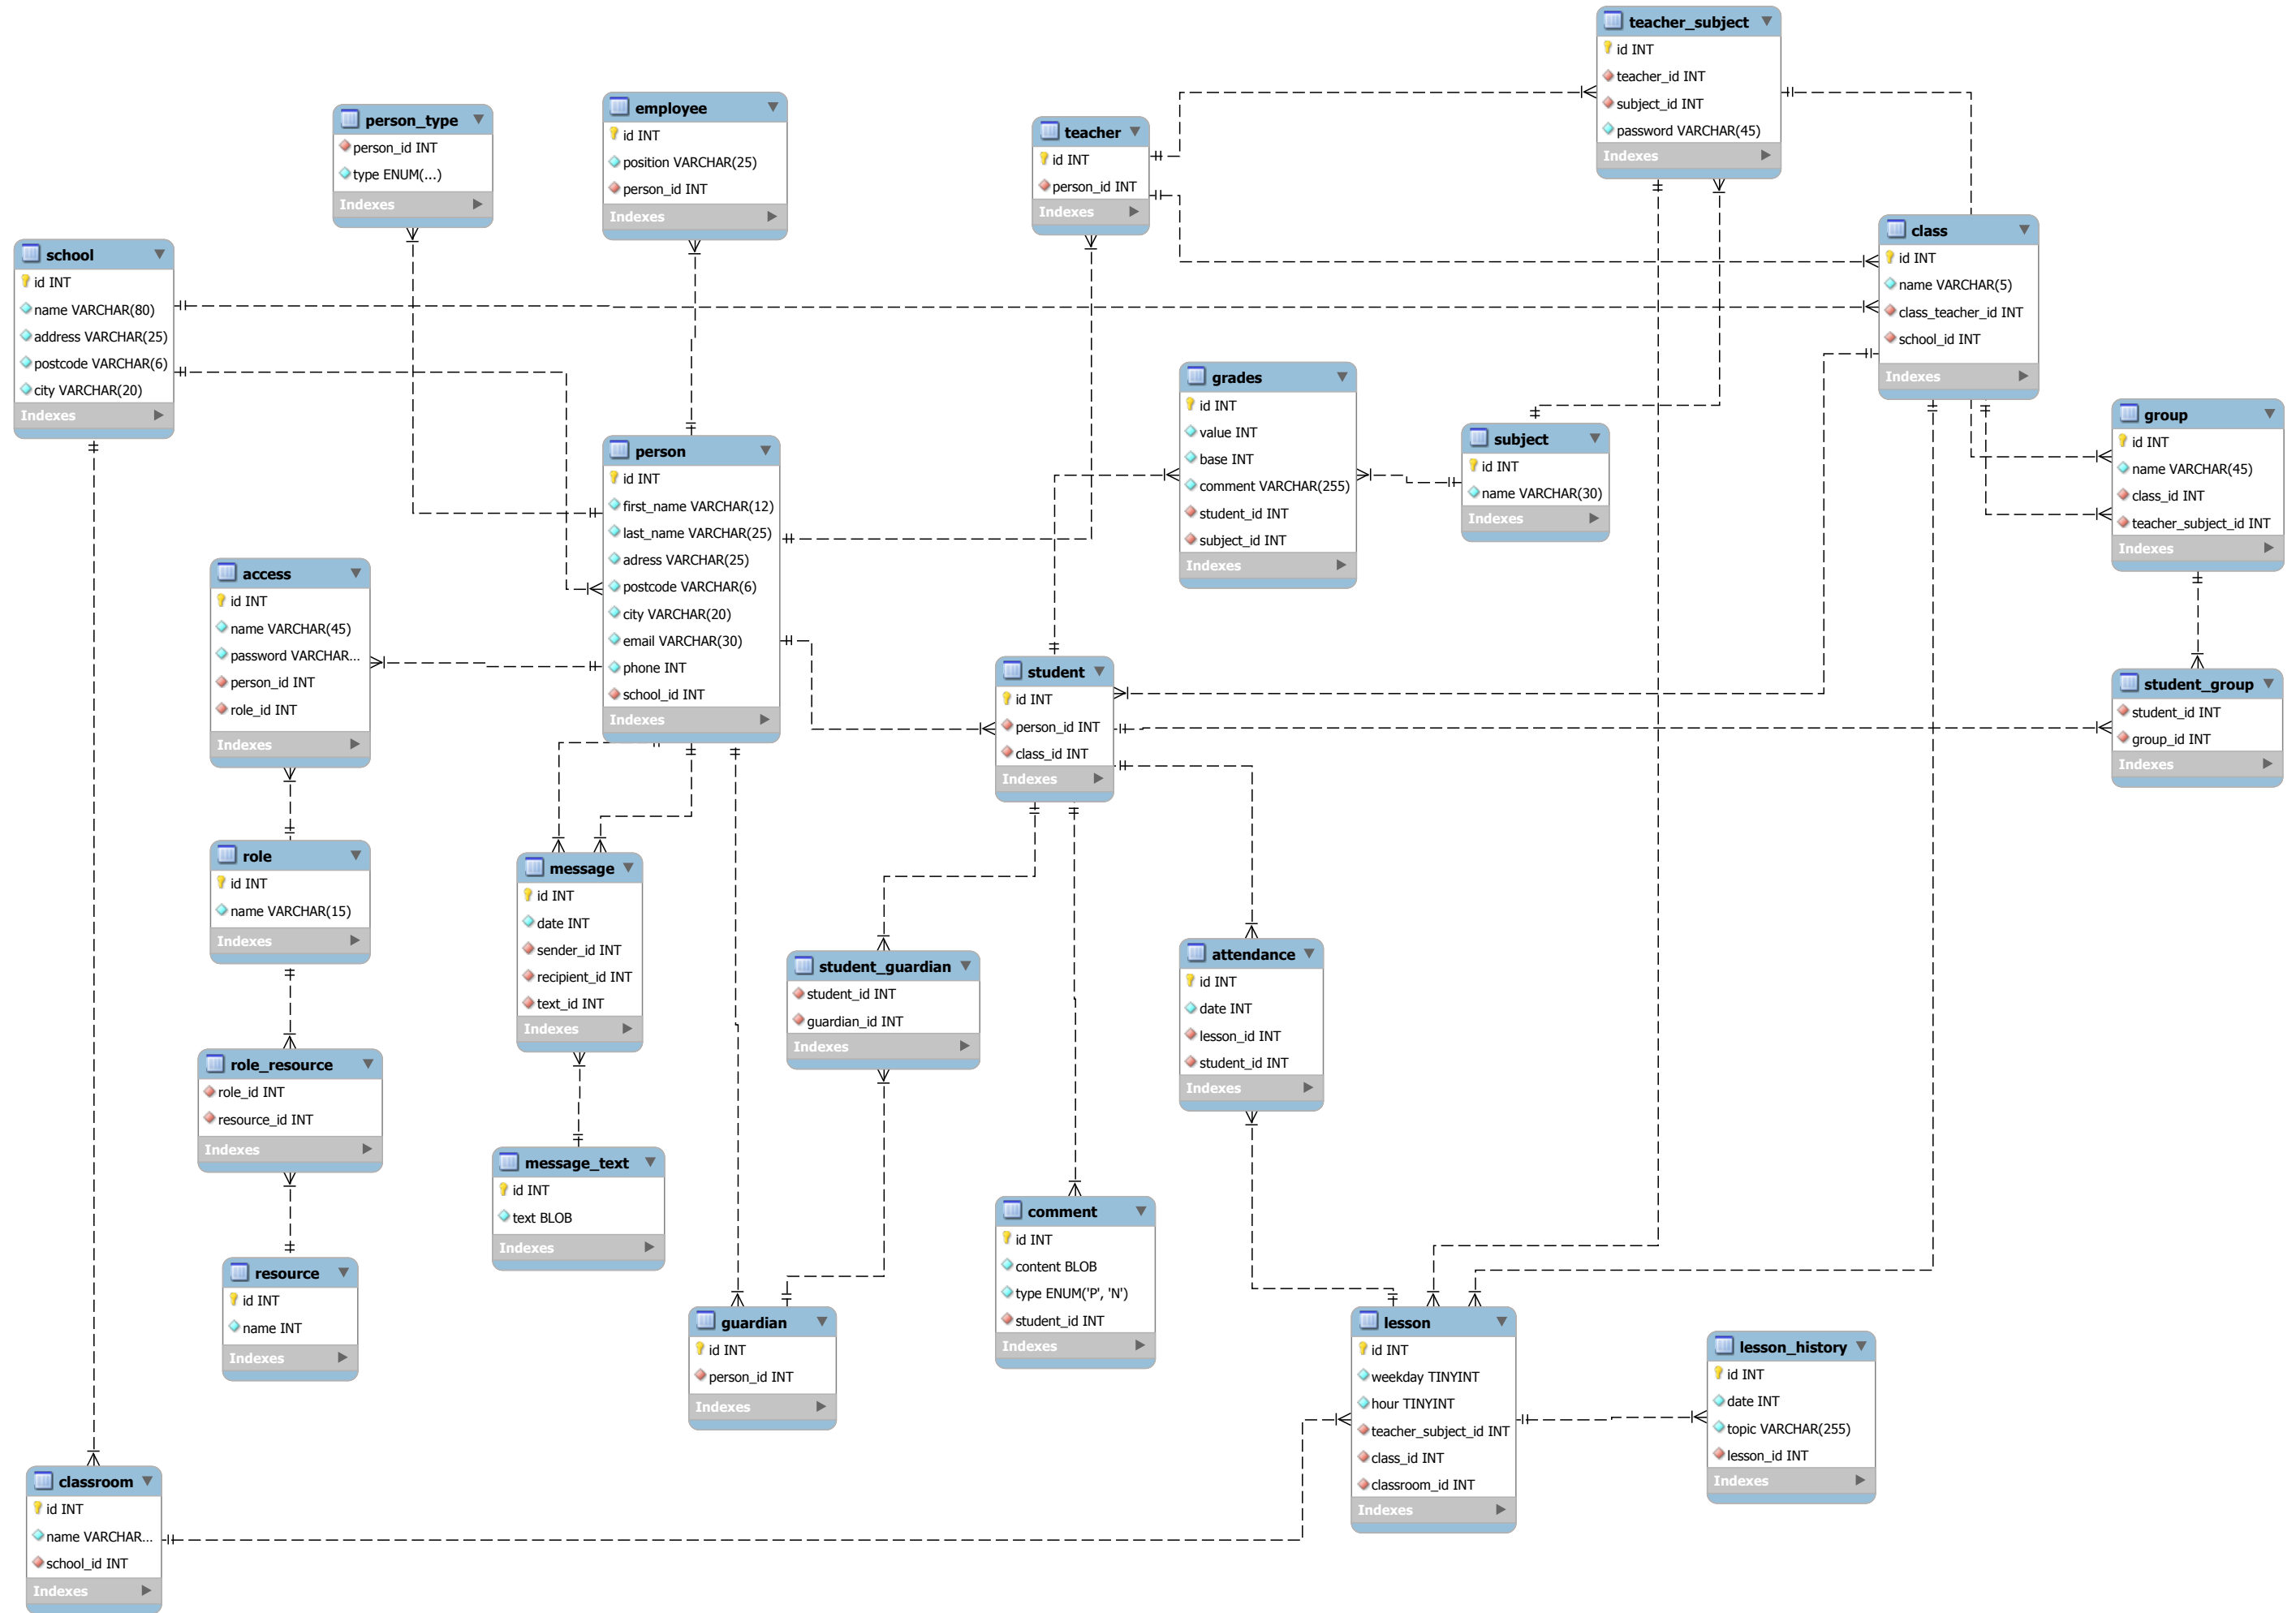 teacher_subject
id INT
teacher_id INT
subject_id INT
password VARCHAR(45)
Indexes
person_type
person_id INT
type ENUM(...)
Indexes
employee
id INT
position VARCHAR(25)
person_id INT
Indexes
teacher
id INT
person_id INT
Indexes
school
id INT
name VARCHAR(80)
address VARCHAR(25)
postcode VARCHAR(6)
city VARCHAR(20)
Indexes
class
id INT
name VARCHAR(5)
class_teacher_id INT
school_id INT
Indexes
grades
id INT
value INT
base INT
comment VARCHAR(255)
student_id INT
subject_id INT
Indexes
subject
id INT
name VARCHAR(30)
Indexes
group
id INT
name VARCHAR(45)
class_id INT
teacher_subject_id INT
Indexes
person
id INT
first_name VARCHAR(12)
last_name VARCHAR(25)
adress VARCHAR(25)
postcode VARCHAR(6)
city VARCHAR(20)
email VARCHAR(30)
phone INT
school_id INT
Indexes
access
id INT
name VARCHAR(45)
password VARCHAR...
person_id INT
role_id INT
Indexes
student
id INT
person_id INT
class_id INT
Indexes
student_group
student_id INT
group_id INT
Indexes
role
id INT
name VARCHAR(15)
Indexes
message
id INT
date INT
sender_id INT
recipient_id INT
text_id INT
Indexes
student_guardian
student_id INT
guardian_id INT
Indexes
attendance
id INT
date INT
lesson_id INT
student_id INT
Indexes
role_resource
role_id INT
resource_id INT
Indexes
message_text
id INT
text BLOB
Indexes
comment
id INT
content BLOB
type ENUM('P', 'N')
student_id INT
Indexes
resource
id INT
name INT
Indexes
guardian
id INT
person_id INT
Indexes
lesson
id INT
weekday TINYINT
hour TINYINT
teacher_subject_id INT
class_id INT
classroom_id INT
Indexes
lesson_history
id INT
date INT
topic VARCHAR(255)
lesson_id INT
Indexes
classroom
id INT
name VARCHAR...
school_id INT
Indexes